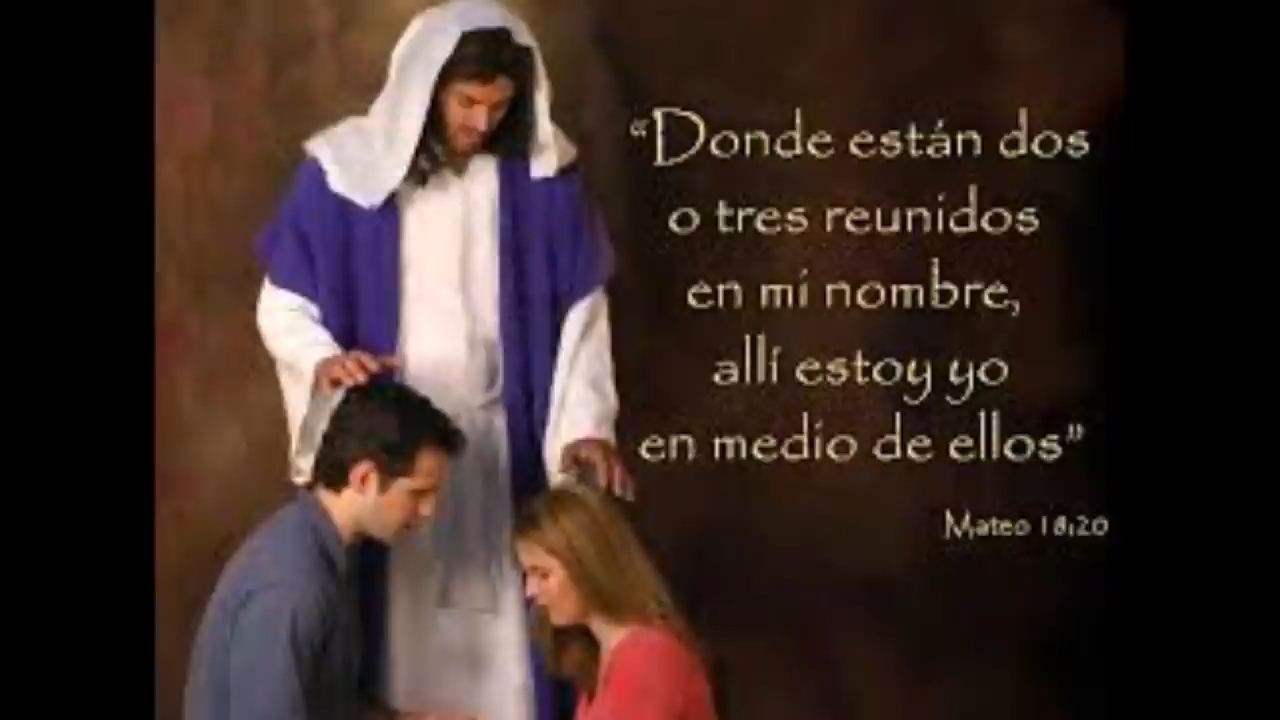 “Donde están dos
o tres reunidos
en mi nombre,
allí estoy yo
en medio de ellos”
Mateo 18:20